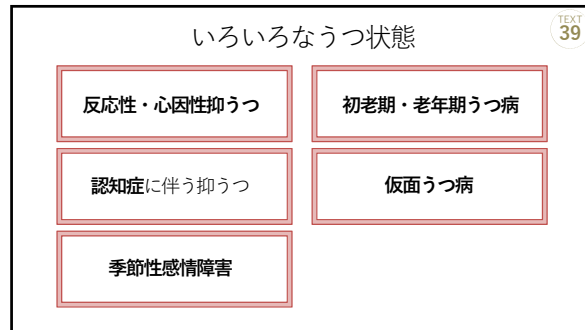 いろいろなうつ状態
TEXT
39
反応性・心因性抑うつ
初老期・老年期うつ病
認知症に伴う抑うつ
仮面うつ病
季節性感情障害